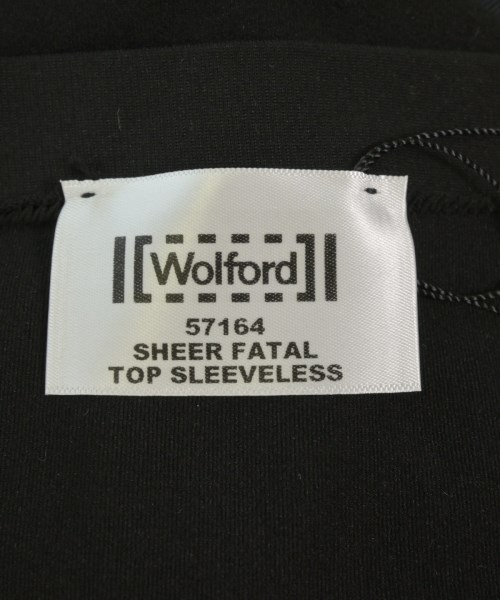 Wolford
57164
SHEER FATAL
TOP SLEEVELESS